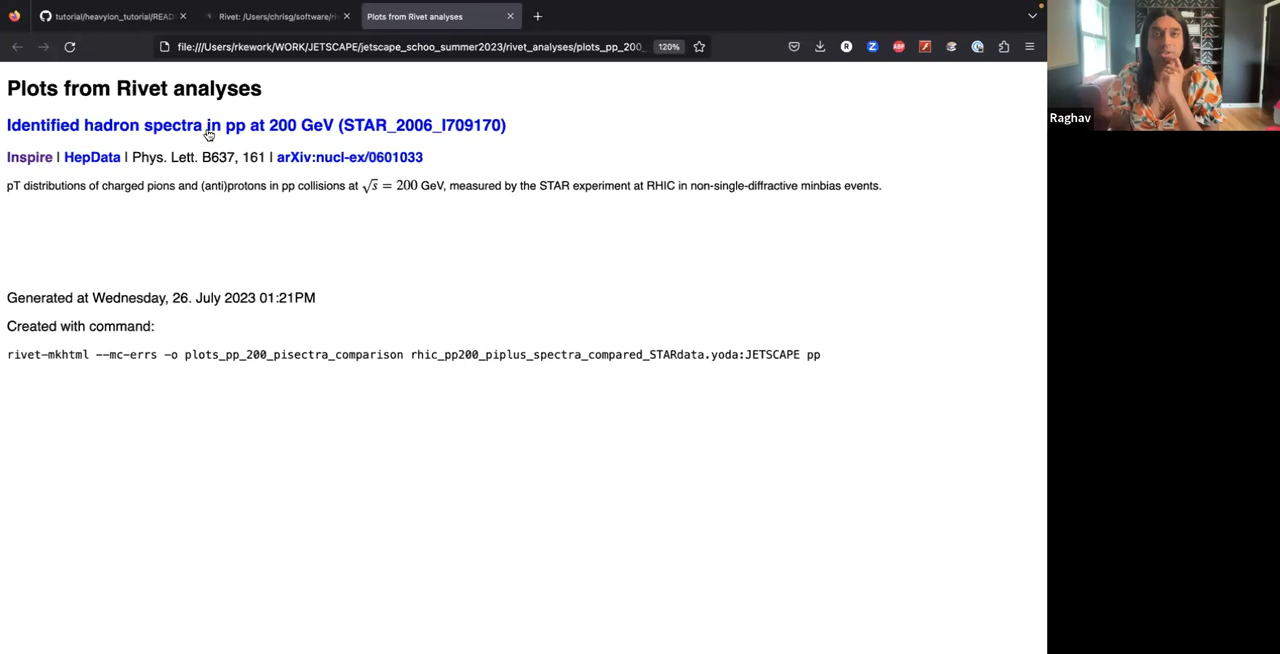 tutorial/heavyion_tutorial/READ
Rivet: /Users/chrisg/software/ri
Plots from Rivet analyses
file:///Users/rkework/WORK/JETSCAPE/jetscape_schoo_summer2023/rivet_analyses/plots_pp_200_
120%
Raghav
Plots from Rivet analyses
Identified hadron spectra in pp at 200 GeV (STAR_2006_I709170)
Inspire | HepData | Phys. Lett. B637, 161 | arXiv:nucl-ex/0601033
pT distributions of charged pions and (anti)protons in pp collisions at √s = 200 GeV, measured by the STAR experiment at RHIC in non-single-diffractive minbias events.
Generated at Wednesday, 26. July 2023 01:21PM
Created with command:
rivet-mkhtml --mc-errs -o plots_pp_200_pisectra_comparison rhic_pp200_piplus_spectra_compared_STARdata.yoda:JETSCAPE pp